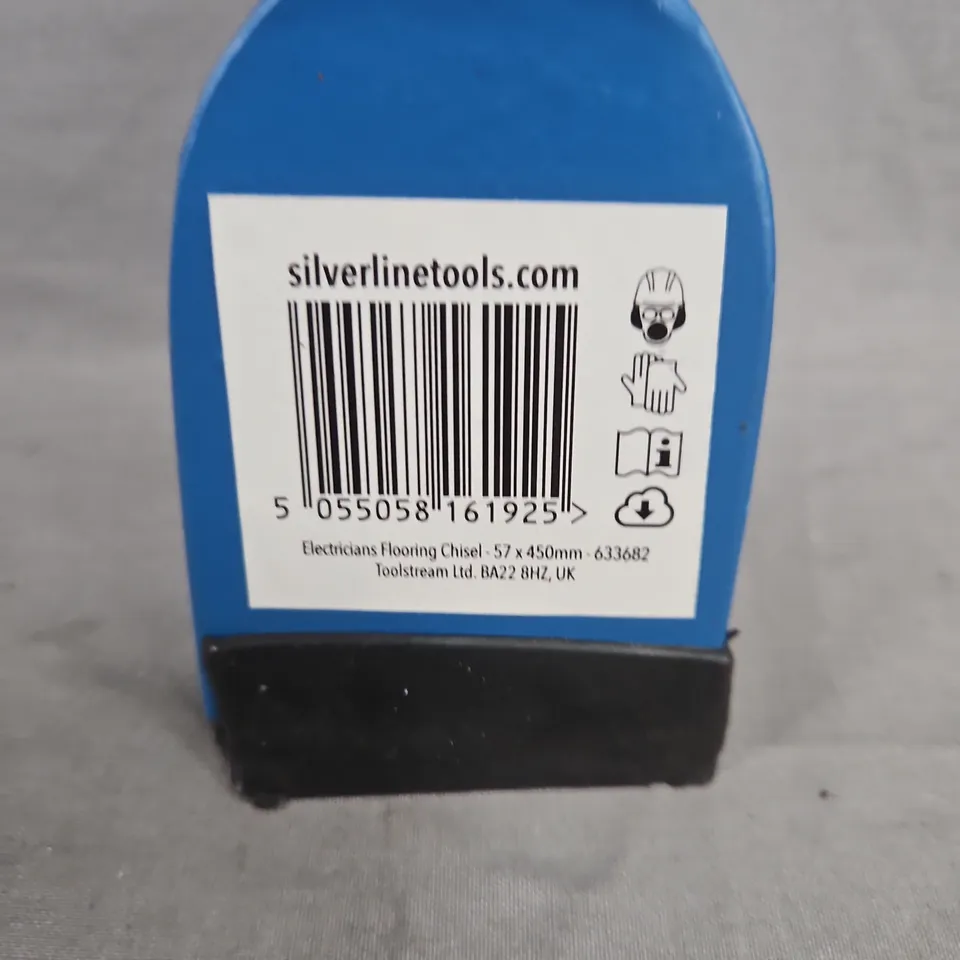 silverlinetools.com
5 055058 161925 >
Electricians Flooring Chisel - 57 x 450mm - 633682
Toolstream Ltd. BA22 8HZ, UK